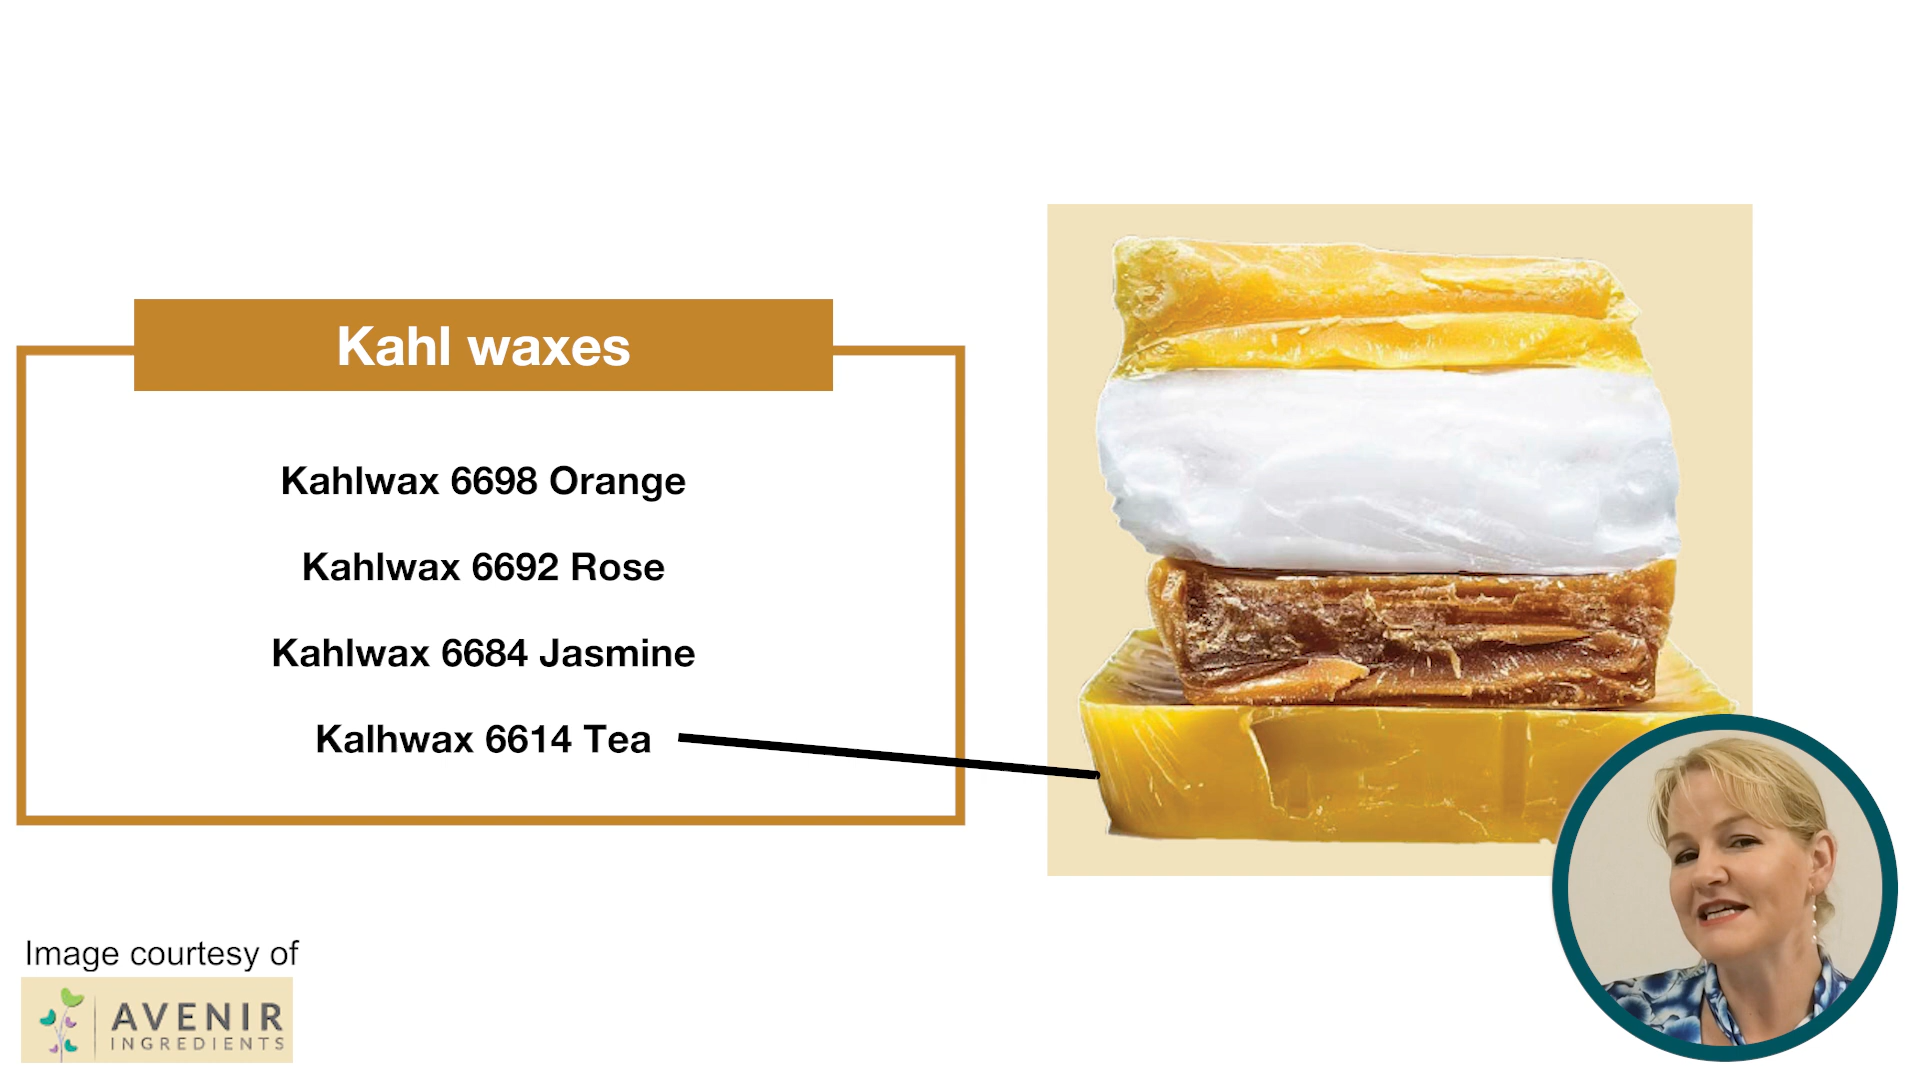 Kahl waxes
Kahlwax 6698 Orange
Kahlwax 6692 Rose
Kahlwax 6684 Jasmine
Kalhwax 6614 Tea
Image courtesy of
AVENIR
INGREDIENTS